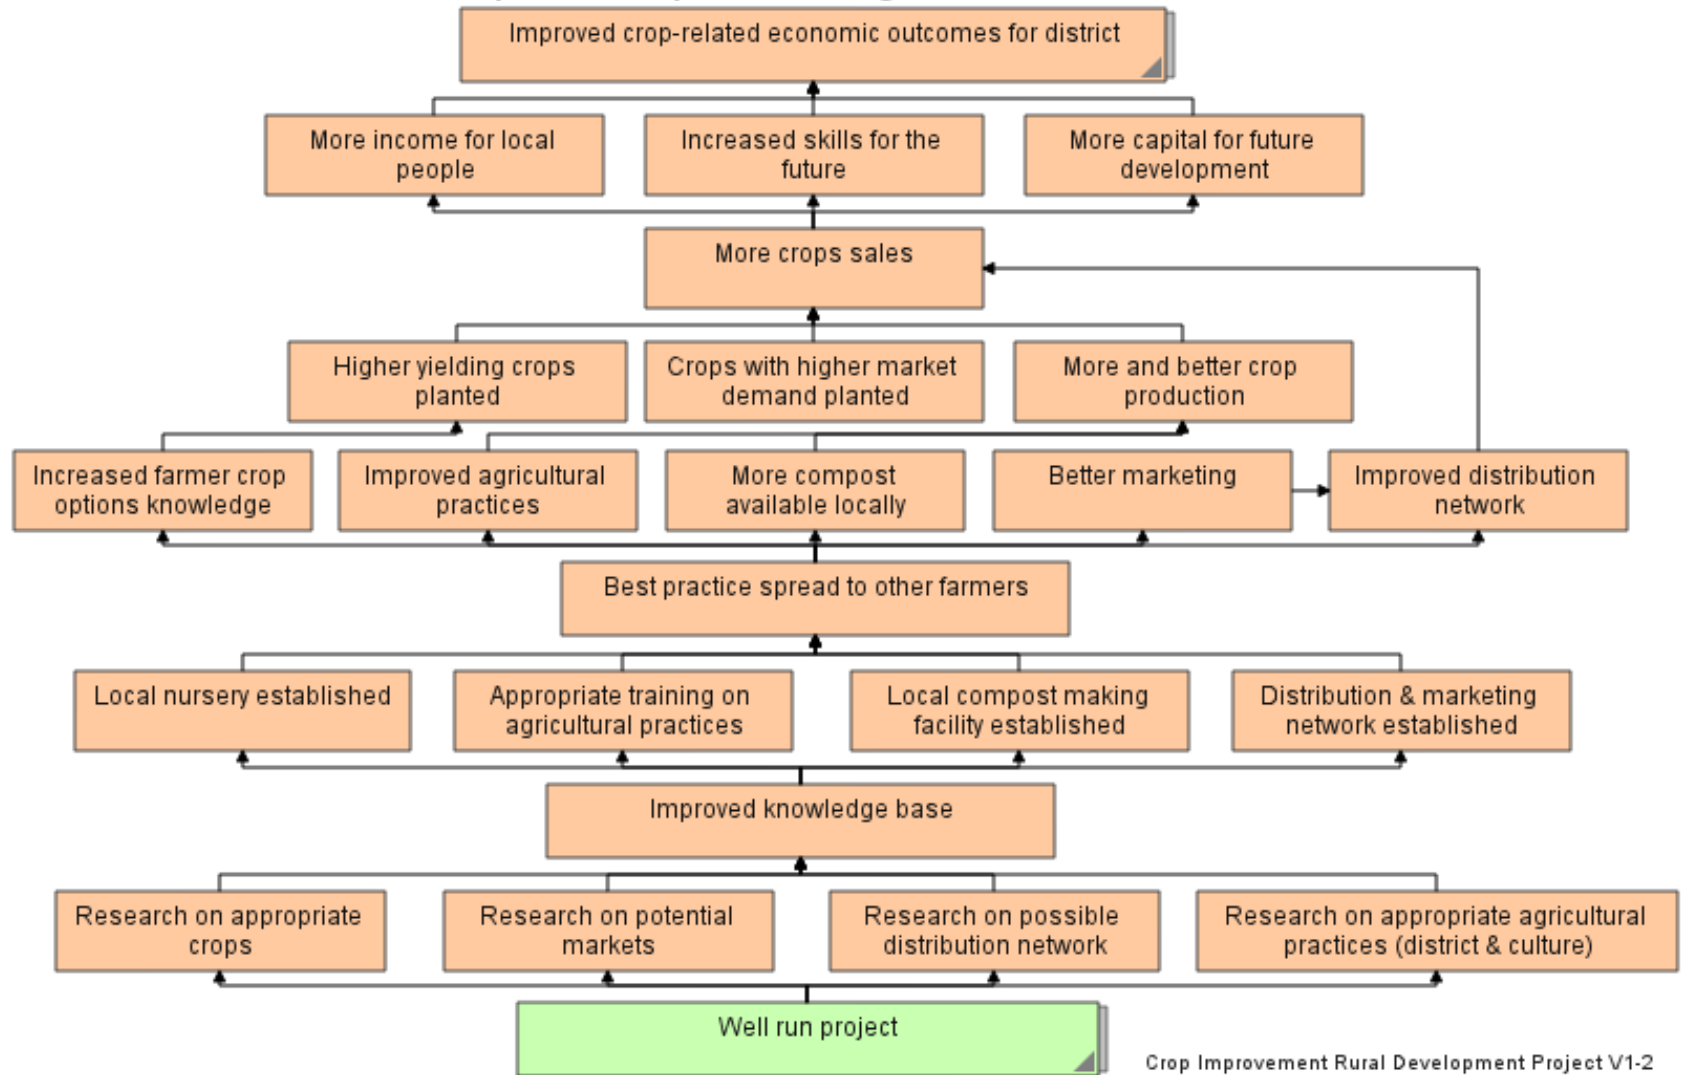 Improved crop-related economic outcomes for district
More income for local
people
Increased skills for the
future
More capital for future
development
More crops sales
Higher yielding crops
planted
Crops with higher market
demand planted
More and better crop
production
Increased farmer crop
options knowledge
Improved agricultural
practices
More compost
available locally
Better marketing
Improved distribution
network
Best practice spread to other farmers
Local nursery established
Appropriate training on
agricultural practices
Local compost making
facility established
Distribution & marketing
network established
Improved knowledge base
Research on appropriate
crops
Research on potential
markets
Research on possible
distribution network
Research on appropriate agricultural
practices (district & culture)
Well run project
Crop Improvement Rural Development Project V1-2